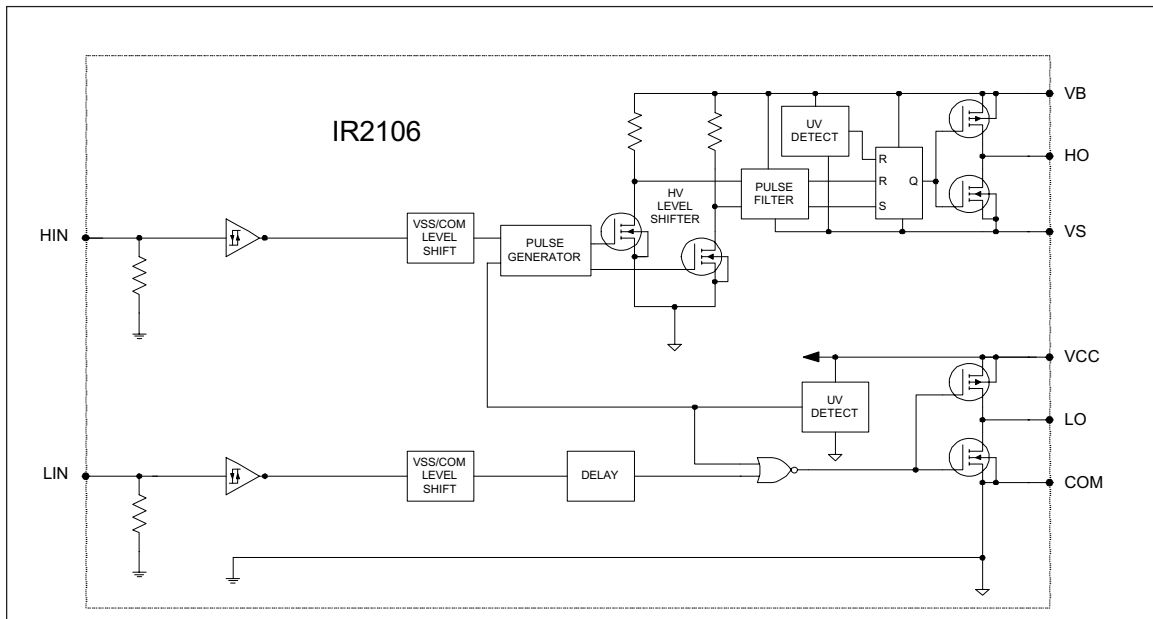 IR2106
VB
UV
DETECT
HO
R
R
Q
S
PULSE
FILTER
HV
LEVEL
SHIFTER
VS
HIN
VSS/COM
LEVEL
SHIFT
PULSE
GENERATOR
VCC
UV
DETECT
LO
LIN
VSS/COM
LEVEL
SHIFT
DELAY
COM